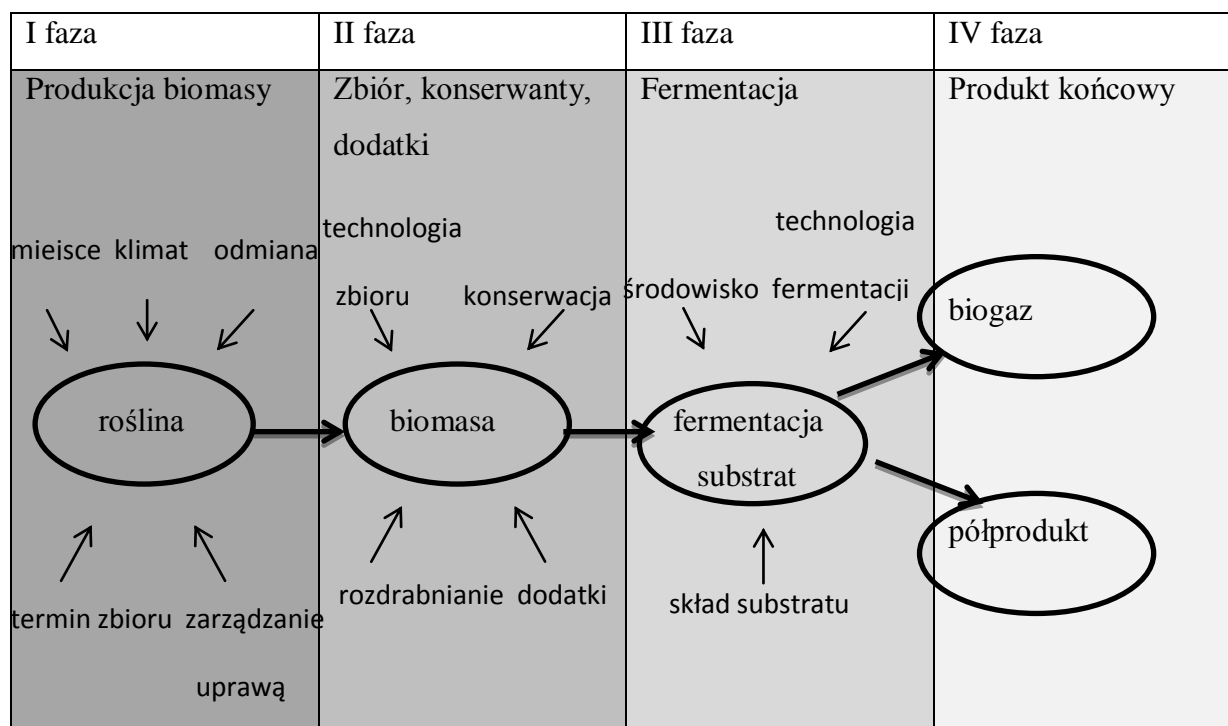 I faza
Produkcja biomasy
miejsce klimat odmiana
roślina
termin zbioru zarządzanie
uprawą
II faza
Zbiór, konserwanty,
dodatki
technologia
zbioru konserwacja
biomasa
rozdrabnianie dodatki
III faza
Fermentacja
technologia
środowisko fermentacji
fermentacja
substrat
skład substratu
IV faza
Produkt końcowy
biogaz
półprodukt